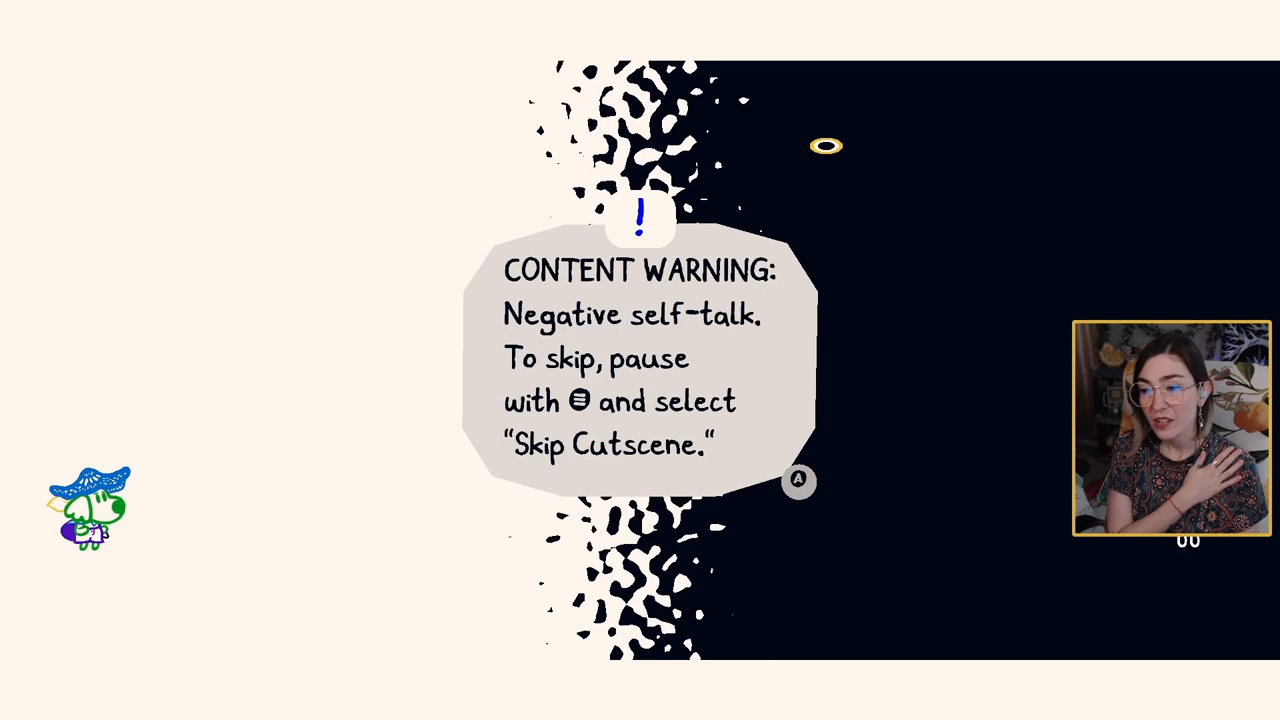 !
CONTENT WARNING:
Negative self-talk.
To skip, pause
with and select
"Skip Cutscene."
A